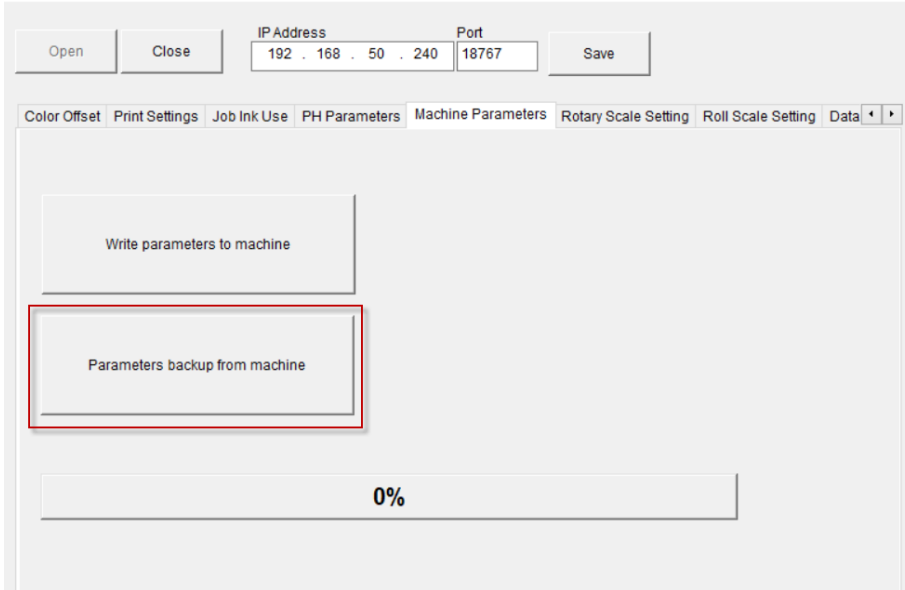 IP Address Port
Open Close 192 . 168 . 50 . 240 18767 Save
Color Offset Print Settings Job Ink Use PH Parameters Machine Parameters Rotary Scale Setting Roll Scale Setting Data
Write parameters to machine
Parameters backup from machine
0%